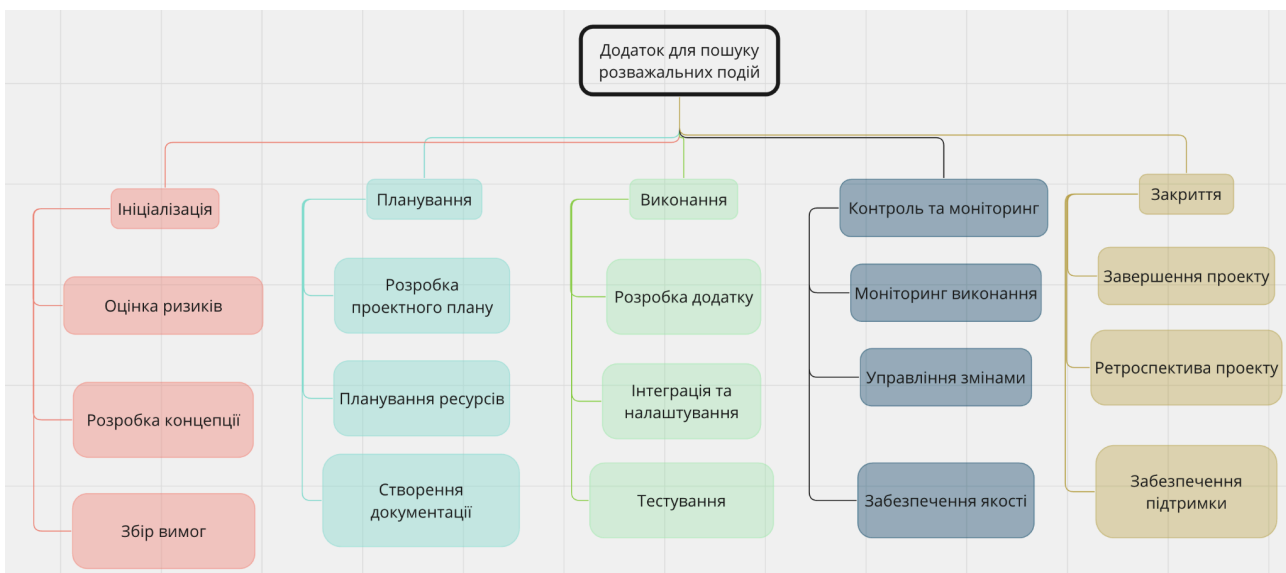 Додаток для пошуку
розважальних подій
Ініціалізація
Оцінка ризиків
Розробка концепції
Збір вимог
Планування
Розробка
проектного плану
Планування ресурсів
Створення
документації
Виконання
Розробка додатку
Інтеграція та
налаштування
Тестування
Контроль та моніторинг
Моніторинг виконання
Управління змінами
Забезпечення якості
Закриття
Завершення проекту
Ретроспектива проекту
Забезпечення
підтримки